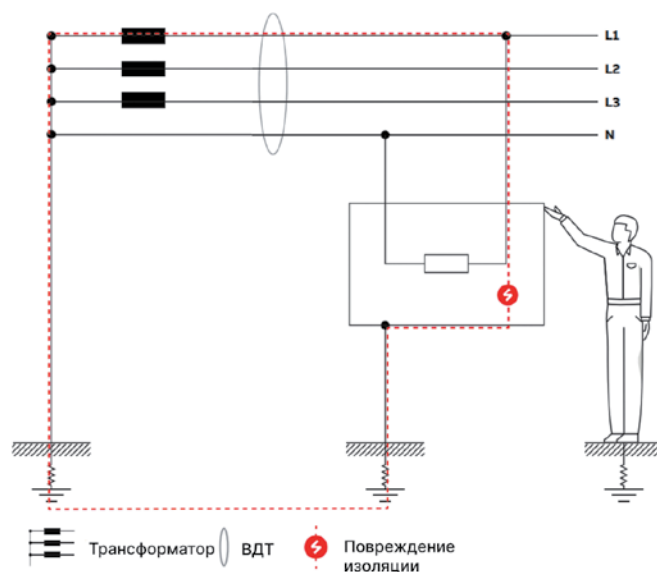 L1
L2
L3
N
Трансформатор
ВДТ
Повреждение
изоляции